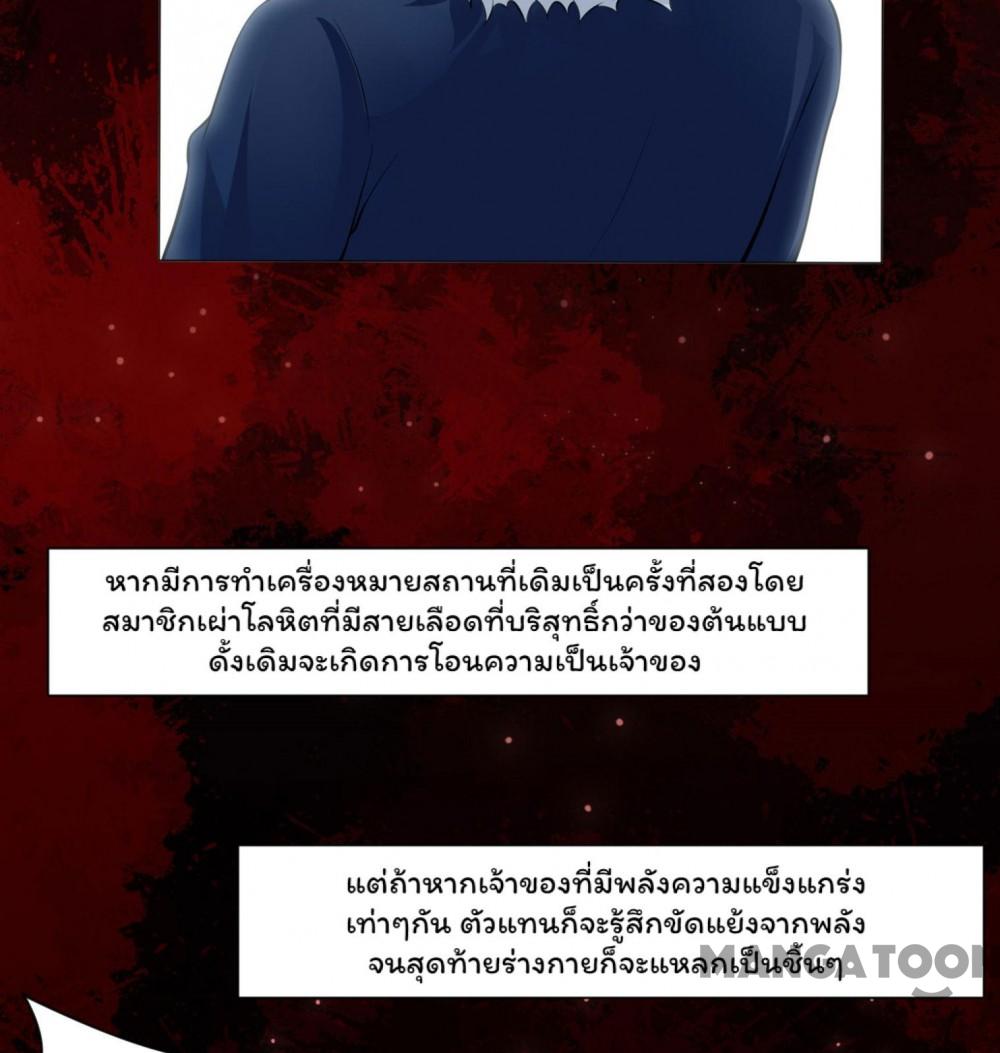 หากมีการทำเครื่องหมายสถานที่เดิมเป็นครั้งที่สองโดย
สมาชิกเผ่าโลหิตที่มีสายเลือดที่บริสุทธิ์กว่าของต้นแบบ
ดั้งเดิมจะเกิดการโอนความเป็นเจ้าของ
แต่ถ้าหากเจ้าของที่มีพลังความแข็งแกร่ง
เท่าๆกัน ตัวแทนก็จะรู้สึกขัดแย้งจากพลัง
จนสุดท้ายร่างกายก็จะแหลกเป็นชิ้นๆ
MANGATOON